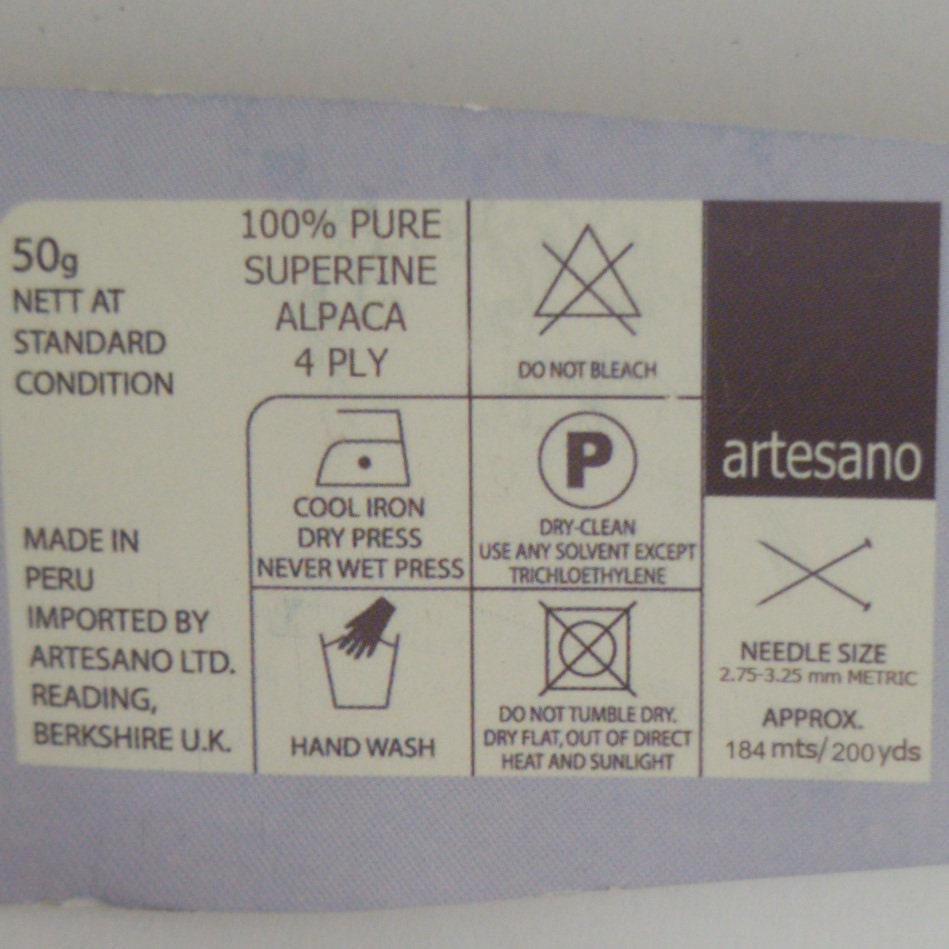 50g
NETT AT
STANDARD
CONDITION
MADE IN
PERU
IMPORTED BY
ARTESANO LTD.
READING,
BERKSHIRE U.K.
100% PURE
SUPERFINE
ALPACA
4 PLY
COOL IRON
DRY PRESS
NEVER WET PRESS
HAND WASH
DO NOT BLEACH
P
DRY-CLEAN
USE ANY SOLVENT EXCEPT
TRICHLOETHYLENE
DO NOT TUMBLE DRY.
DRY FLAT, OUT OF DIRECT
HEAT AND SUNLIGHT
artesano
NEEDLE SIZE
2.75-3.25 mm METRIC
APPROX.
184 mts/ 200 yds